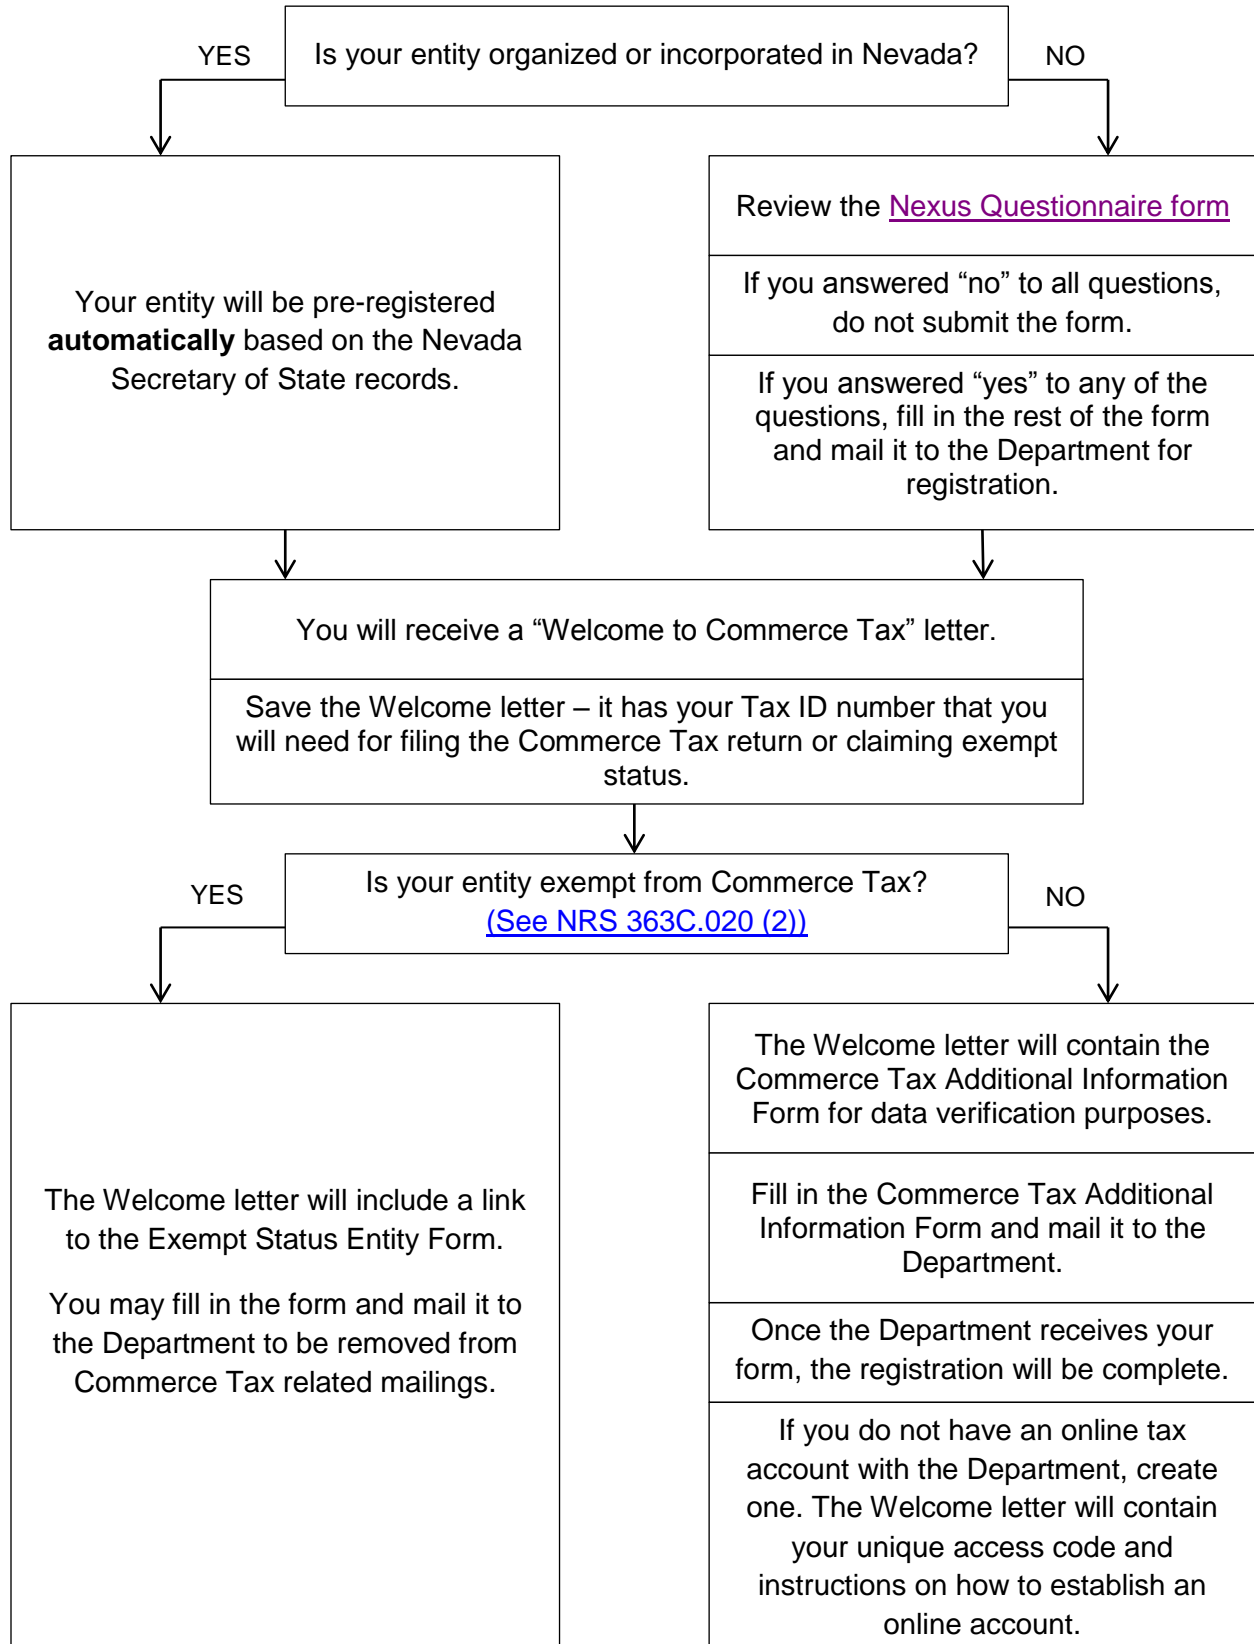 Is your entity organized or incorporated in Nevada?
YES
NO
Your entity will be pre-registered
automatically based on the Nevada
Secretary of State records.
Review the Nexus Questionnaire form
If you answered “no” to all questions,
do not submit the form.
If you answered “yes” to any of the
questions, fill in the rest of the form
and mail it to the Department for
registration.
You will receive a “Welcome to Commerce Tax” letter.
Save the Welcome letter – it has your Tax ID number that you
will need for filing the Commerce Tax return or claiming exempt
status.
Is your entity exempt from Commerce Tax?
(See NRS 363C.020 (2))
YES
NO
The Welcome letter will include a link
to the Exempt Status Entity Form.
You may fill in the form and mail it to
the Department to be removed from
Commerce Tax related mailings.
The Welcome letter will contain the
Commerce Tax Additional Information
Form for data verification purposes.
Fill in the Commerce Tax Additional
Information Form and mail it to the
Department.
Once the Department receives your
form, the registration will be complete.
If you do not have an online tax
account with the Department, create
one. The Welcome letter will contain
your unique access code and
instructions on how to establish an
online account.